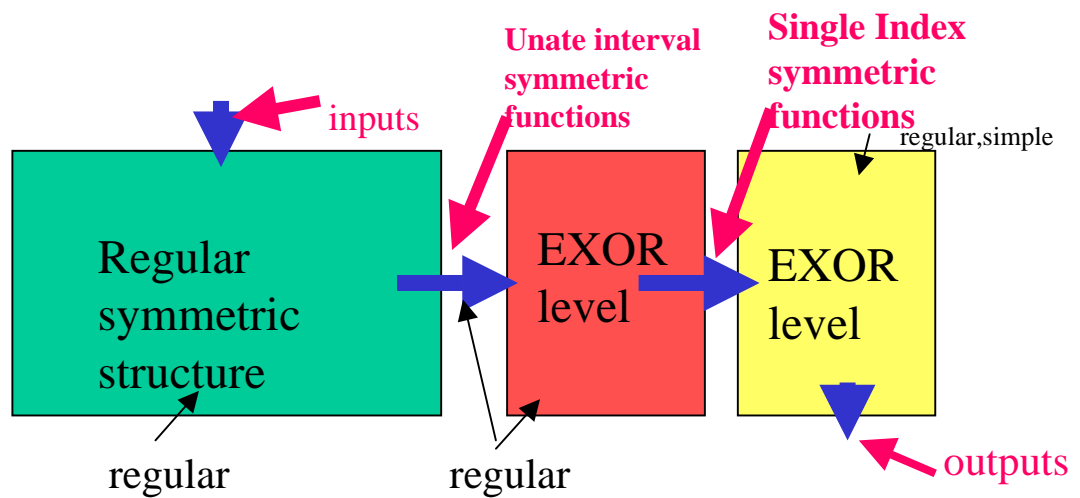 Unate interval
symmetric
functions
Single Index
symmetric
functions
inputs
regular,simple
Regular
symmetric
structure
EXOR
level
EXOR
level
regular
regular
outputs